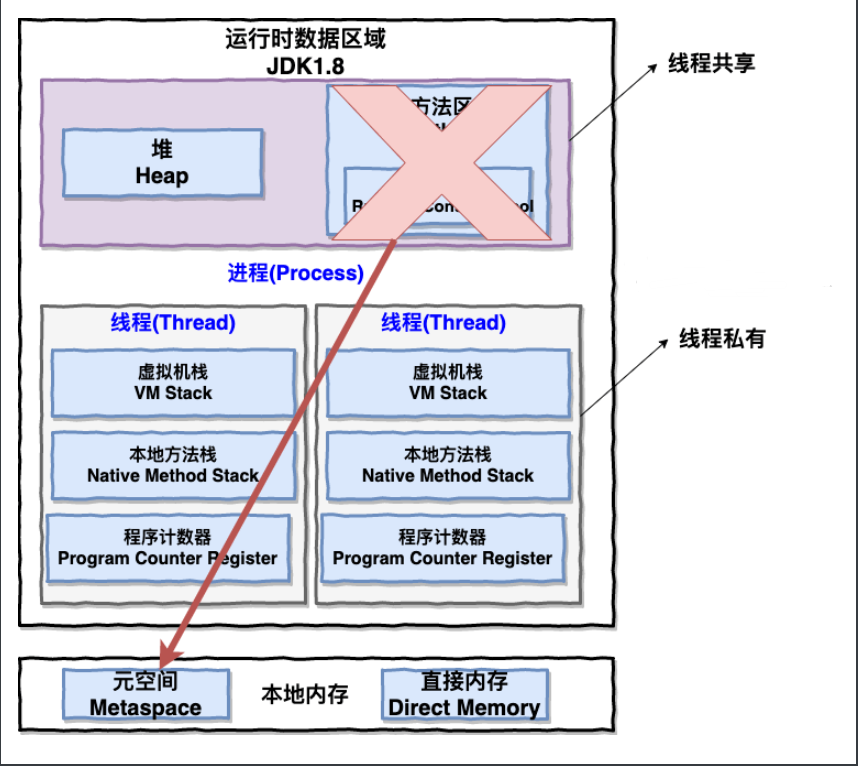 运行时数据区域
JDK1.8
线程共享
方法区
堆
Heap
进程(Process)
线程(Thread)
线程(Thread)
线程私有
虚拟机栈
VM Stack
虚拟机栈
VM Stack
本地方法栈
Native Method Stack
本地方法栈
Native Method Stack
程序计数器
Program Counter Register
程序计数器
Program Counter Register
元空间
Metaspace
本地内存
直接内存
Direct Memory